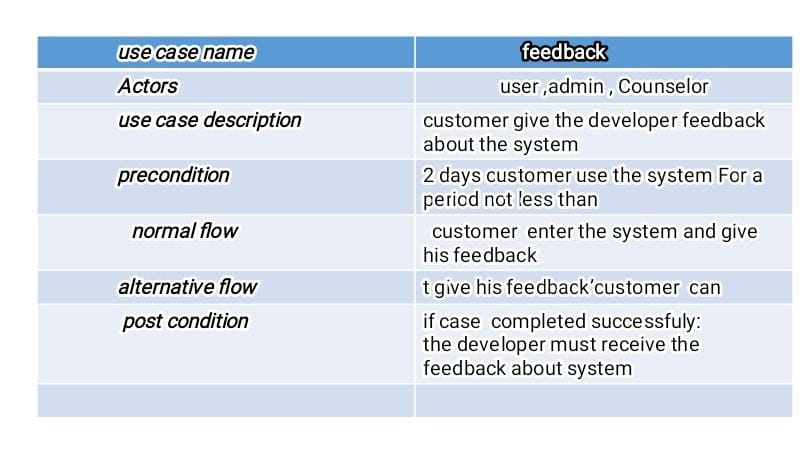 use case name feedback
Actors user ,admin , Counselor
use case description customer give the developer feedback
about the system
precondition 2 days customer use the system For a
period not less than
normal flow customer enter the system and give
his feedback
alternative flow t give his feedback’customer can
post condition if case completed successfuly:
the developer must receive the
feedback about system